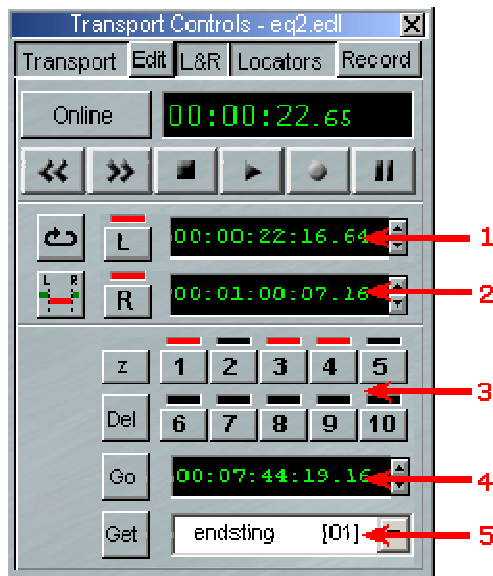 Transport Controls - eq2.edl
Transport Edit L&R Locators Record
Online 00:00:22.65
L 00:00:22:16.64 1
L R
R 00:01:00:07.16 2
Z 1 2 3 4 5
3
Del 6 7 8 9 10
Go 00:07:44:19.16 4
Get endsting [01] 5